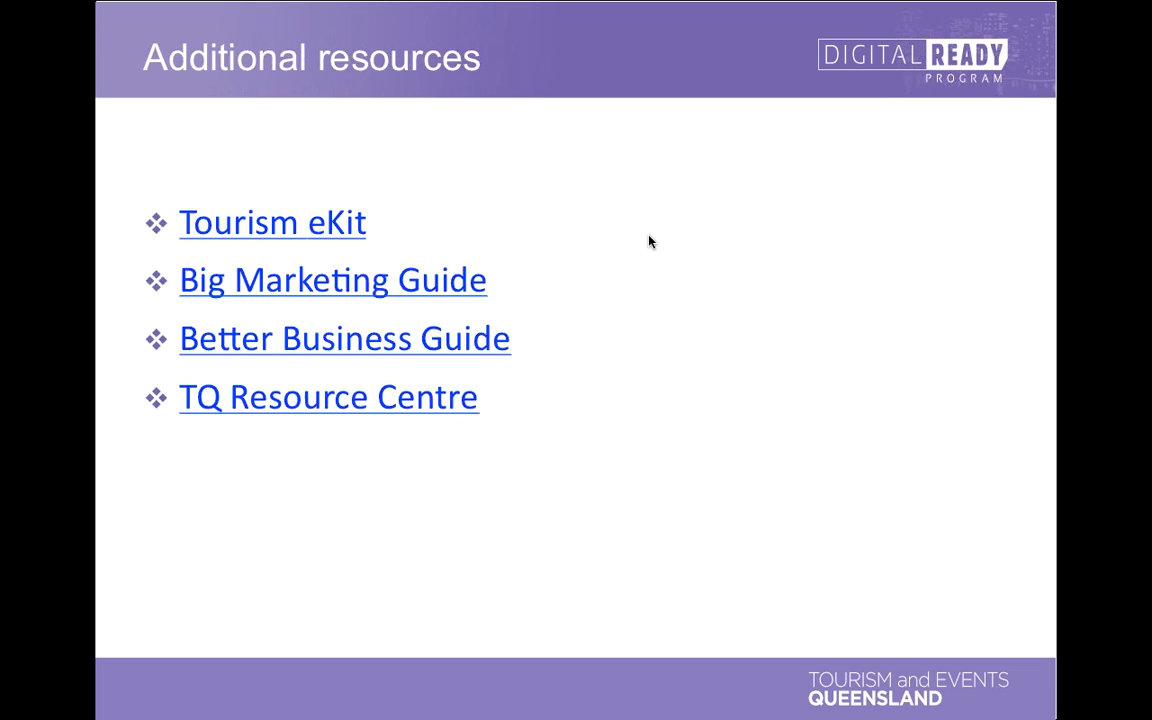 Additional resources
DIGITAL READY
PROGRAM
Tourism eKit
Big Marketing Guide
Better Business Guide
TQ Resource Centre
TOURISM and EVENTS
QUEENSLAND